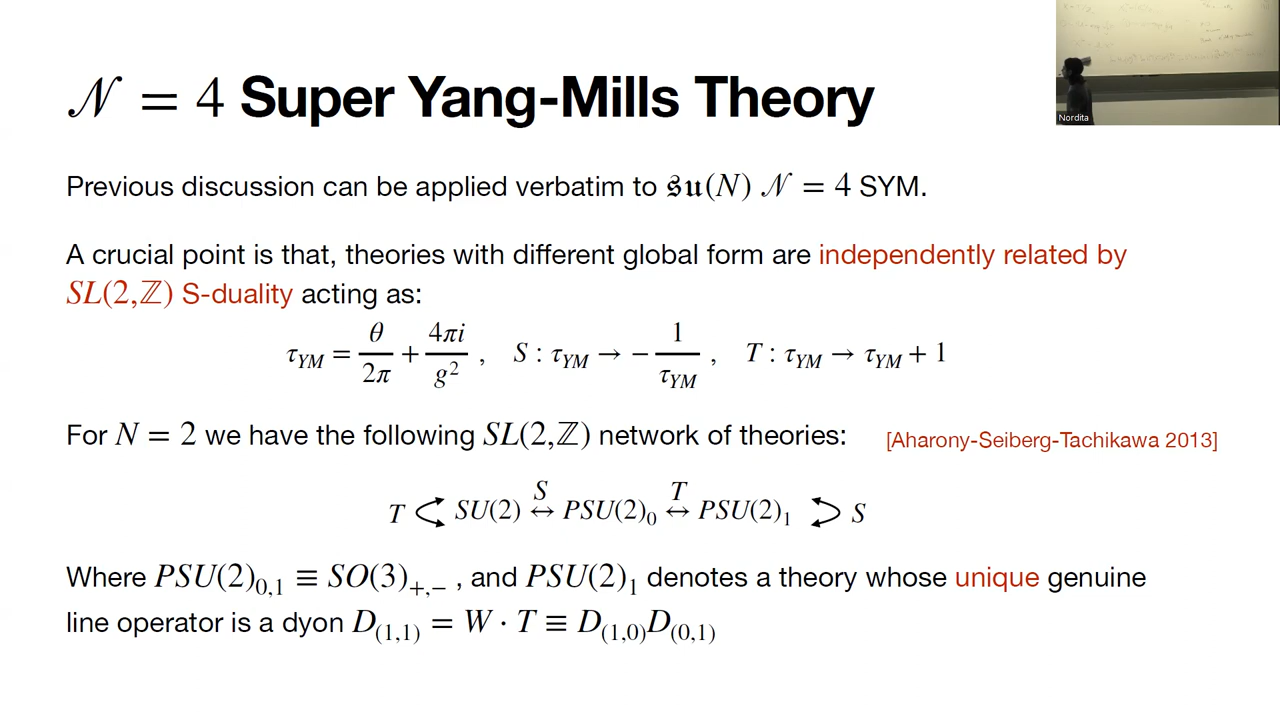 𝒩 = 4 Super Yang-Mills Theory
Nordita
Previous discussion can be applied verbatim to 𝔰𝔲(N) 𝒩 = 4 SYM.
A crucial point is that, theories with different global form are independently related by
SL(2,ℤ) S-duality acting as:
τ_YM = θ/2π + 4πi/g² , S : τ_YM → − 1/τ_YM , T : τ_YM → τ_YM + 1
For N = 2 we have the following SL(2,ℤ) network of theories: [Aharony-Seiberg-Tachikawa 2013]
T ⊂ SU(2) ↔^S PSU(2)₀ ↔^T PSU(2)₁ ⊃ S
Where PSU(2)₀,₁ ≡ SO(3)₊,₋ , and PSU(2)₁ denotes a theory whose unique genuine
line operator is a dyon D₍₁,₁₎ = W · T ≡ D₍₁,₀₎D₍₀,₁₎